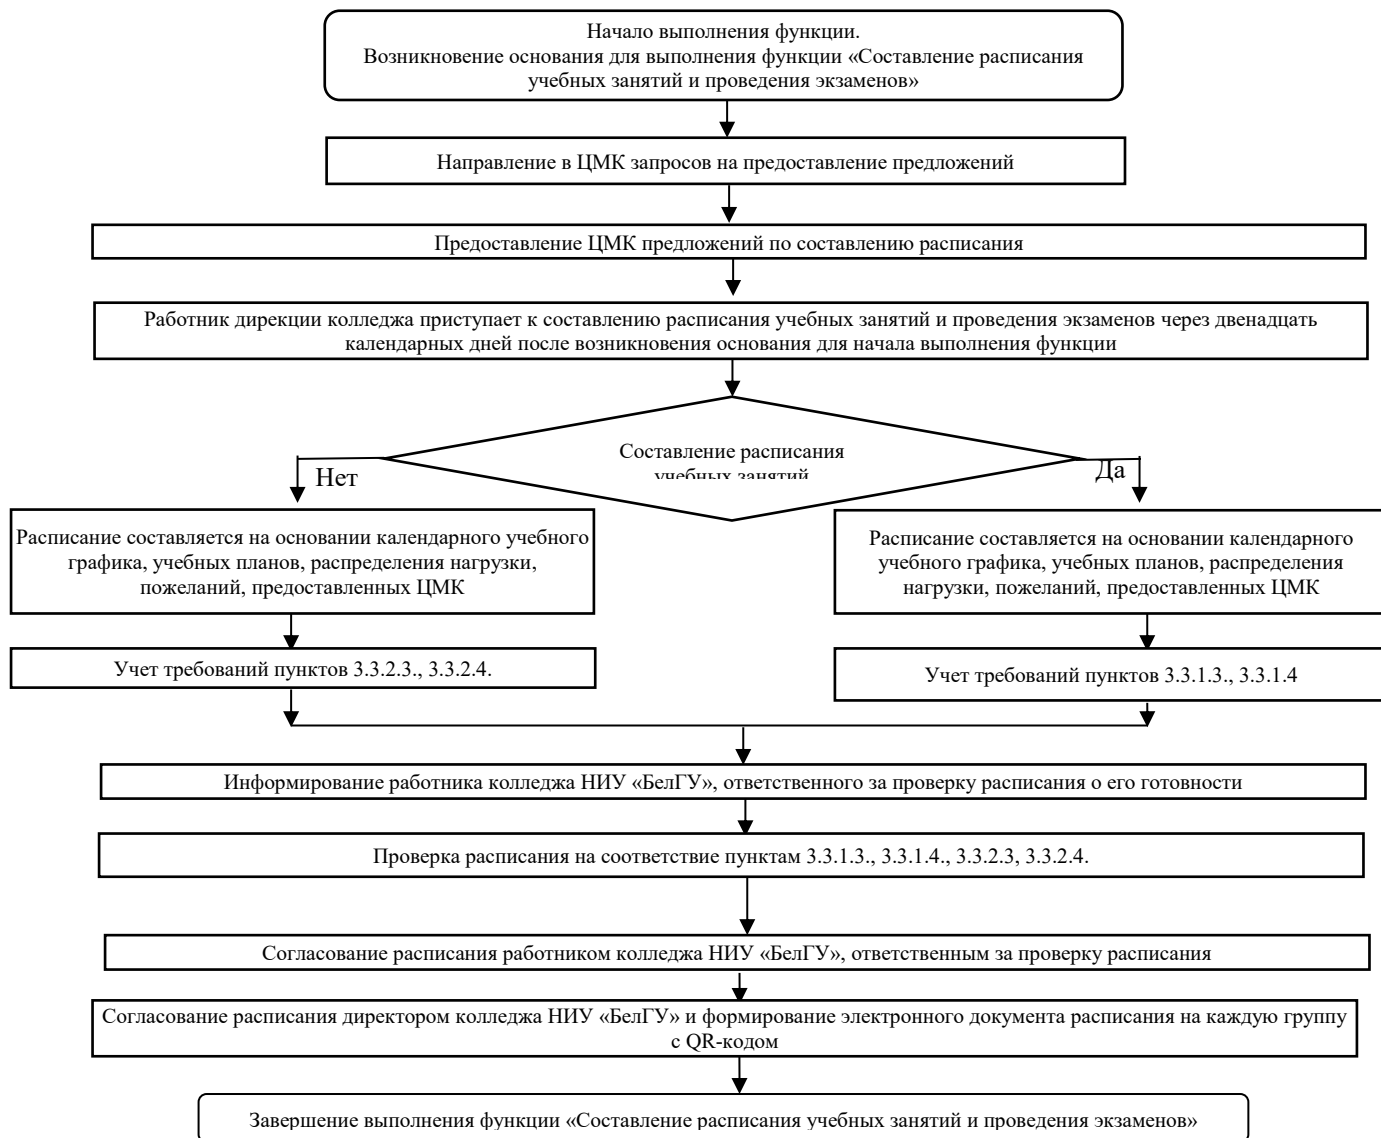 Начало выполнения функции.
Возникновение основания для выполнения функции «Составление расписания
учебных занятий и проведения экзаменов»
Направление в ЦМК запросов на предоставление предложений
Предоставление ЦМК предложений по составлению расписания
Работник дирекции колледжа приступает к составлению расписания учебных занятий и проведения экзаменов через двенадцать
календарных дней после возникновения основания для начала выполнения функции
Составление расписания
учебных занятий
Нет
Да
Расписание составляется на основании календарного учебного
графика, учебных планов, распределения нагрузки,
пожеланий, предоставленных ЦМК
Расписание составляется на основании календарного
учебного графика, учебных планов, распределения
нагрузки, пожеланий, предоставленных ЦМК
Учет требований пунктов 3.3.2.3., 3.3.2.4.
Учет требований пунктов 3.3.1.3., 3.3.1.4
Информирование работника колледжа НИУ «БелГУ», ответственного за проверку расписания о его готовности
Проверка расписания на соответствие пунктам 3.3.1.3., 3.3.1.4., 3.3.2.3, 3.3.2.4.
Согласование расписания работником колледжа НИУ «БелГУ», ответственным за проверку расписания
Согласование расписания директором колледжа НИУ «БелГУ» и формирование электронного документа расписания на каждую группу
с QR-кодом
Завершение выполнения функции «Составление расписания учебных занятий и проведения экзаменов»